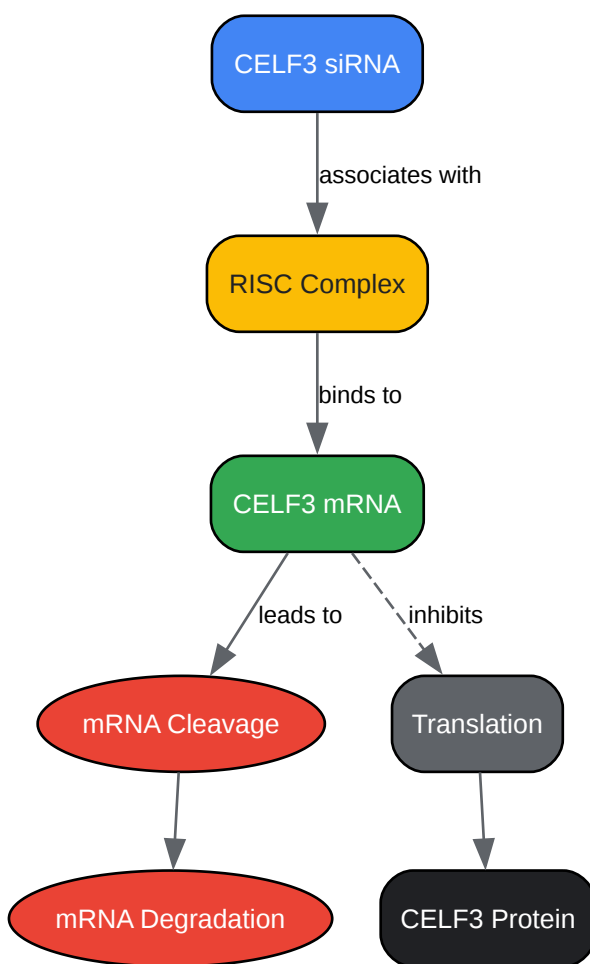 CELF3 siRNA
associates with
RISC Complex
binds to
CELF3 mRNA
leads to
inhibits
mRNA Cleavage
Translation
mRNA Degradation
CELF3 Protein